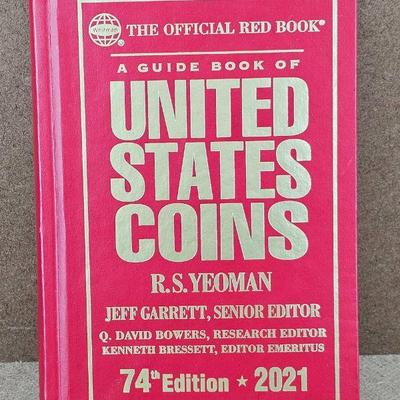 Whitman® THE OFFICIAL RED BOOK®
A GUIDE BOOK OF
UNITED
STATES
COINS
R.S. YEOMAN
JEFF GARRETT, SENIOR EDITOR
Q. DAVID BOWERS, RESEARCH EDITOR
KENNETH BRESSETT, EDITOR EMERITUS
74th Edition ★ 2021